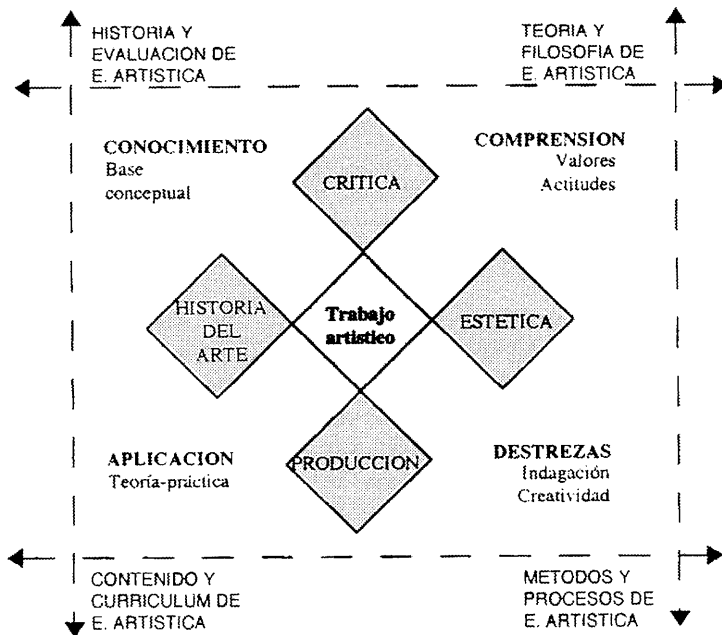 HISTORIA Y
EVALUACION DE
E. ARTISTICA
TEORIA Y
FILOSOFIA DE
E. ARTISTICA
CONOCIMIENTO
Base
conceptual
COMPRENSION
Valores
Actitudes
CRITICA
HISTORIA
DEL
ARTE
Trabajo
artistico
ESTETICA
APLICACION
Teoría-práctica
PRODUCCION
DESTREZAS
Indagación
Creatividad
CONTENIDO Y
CURRICULUM DE
E. ARTISTICA
METODOS Y
PROCESOS DE
E. ARTISTICA